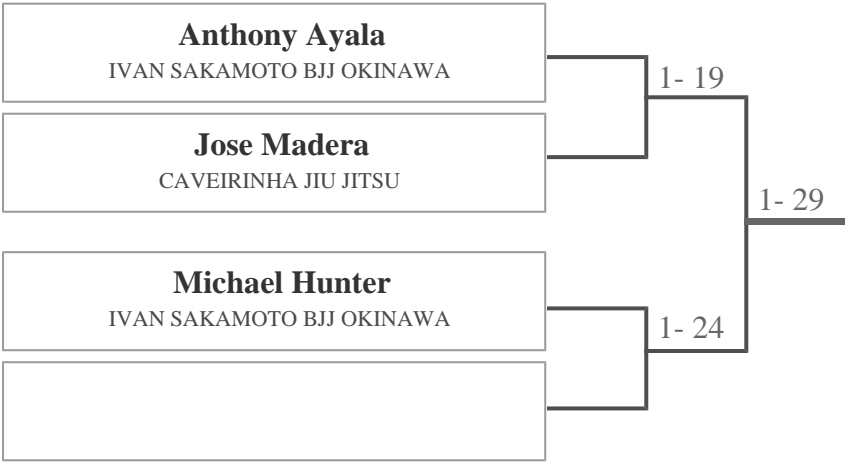 Anthony Ayala
IVAN SAKAMOTO BJJ OKINAWA
1- 19
Jose Madera
CAVEIRINHA JIU JITSU
1- 29
Michael Hunter
IVAN SAKAMOTO BJJ OKINAWA
1- 24